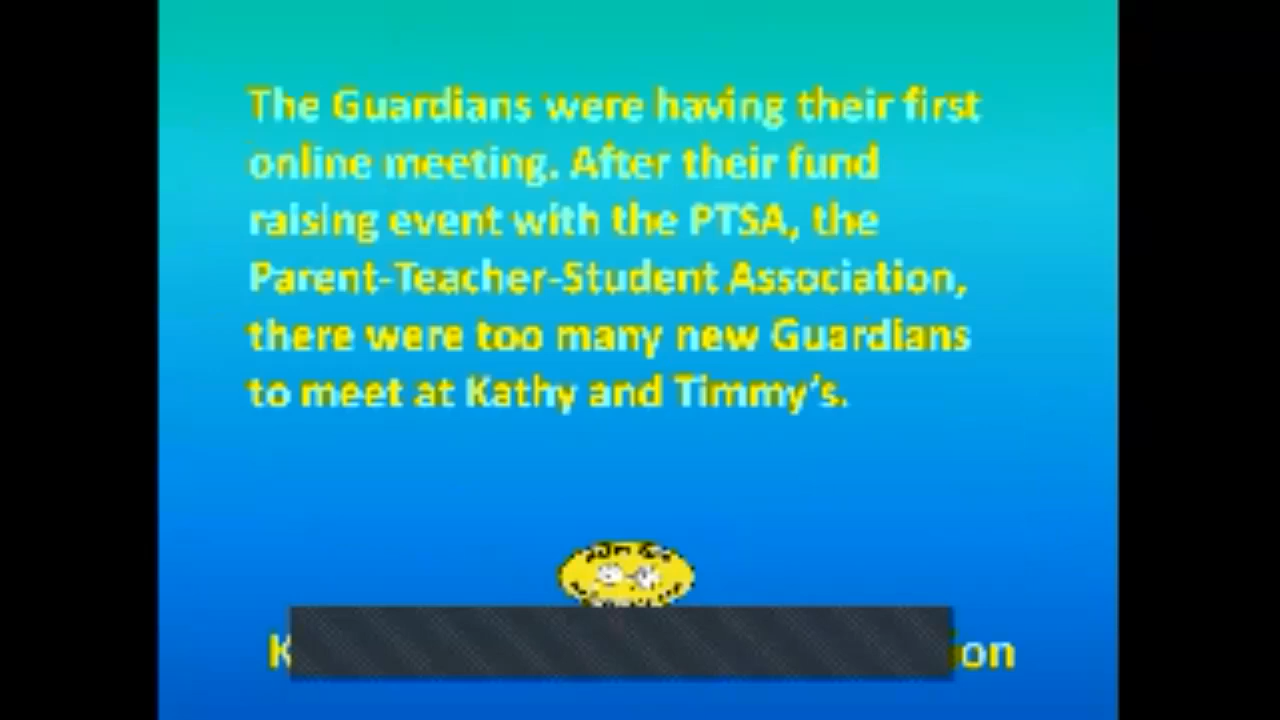 The Guardians were having their first
online meeting. After their fund
raising event with the PTSA, the
Parent-Teacher-Student Association,
there were too many new Guardians
to meet at Kathy and Timmy's.